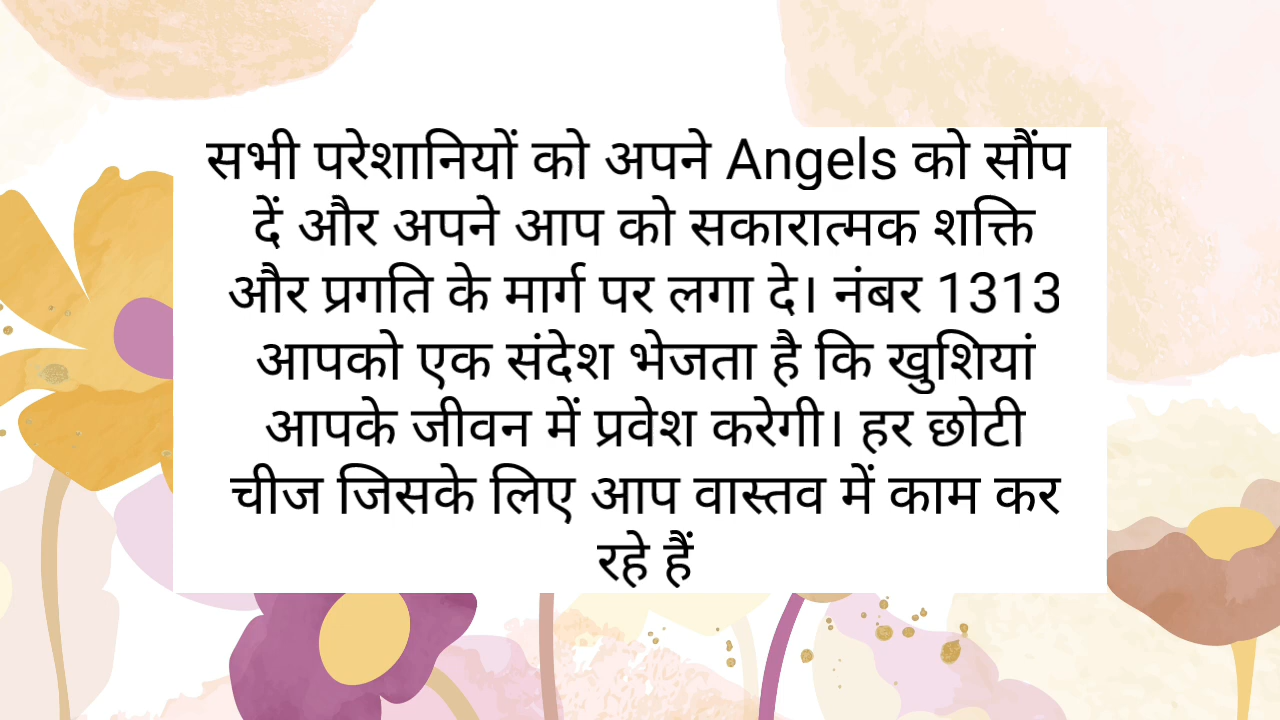 सभी परेशानियों को अपने Angels को सौंप
दें और अपने आप को सकारात्मक शक्ति
और प्रगति के मार्ग पर लगा दे। नंबर 1313
आपको एक संदेश भेजता है कि खुशियां
आपके जीवन में प्रवेश करेगी। हर छोटी
चीज जिसके लिए आप वास्तव में काम कर
रहे हैं